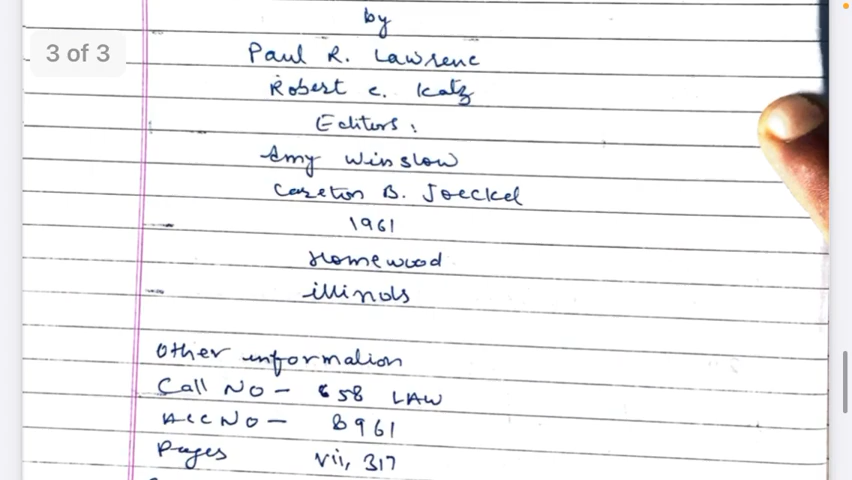 by
3 of 3
Paul R. Lawrenc
Robert C. Katz
Editors :
Amy Winslow
Careton B. Joeckel
1961
Homewood
illinois
Other information
Call NO - 658 LAW
Acc NO - 8961
Pages vii, 317